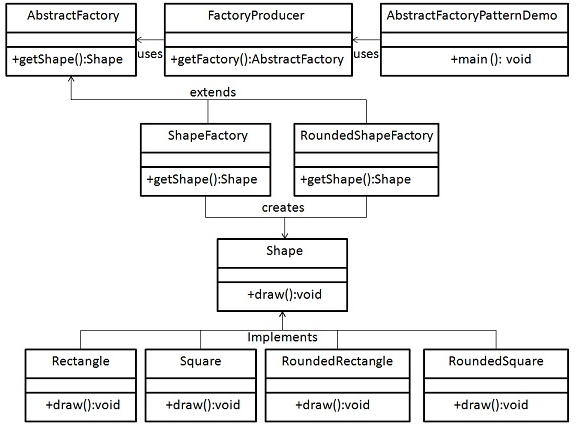 AbstractFactory
+getShape():Shape
uses
FactoryProducer
+getFactory():AbstractFactory
uses
AbstractFactoryPatternDemo
+main(): void
extends
ShapeFactory
+getShape():Shape
RoundedShapeFactory
+getShape():Shape
creates
Shape
+draw():void
Implements
Rectangle
+draw():void
Square
+draw():void
RoundedRectangle
+draw():void
RoundedSquare
+draw():void